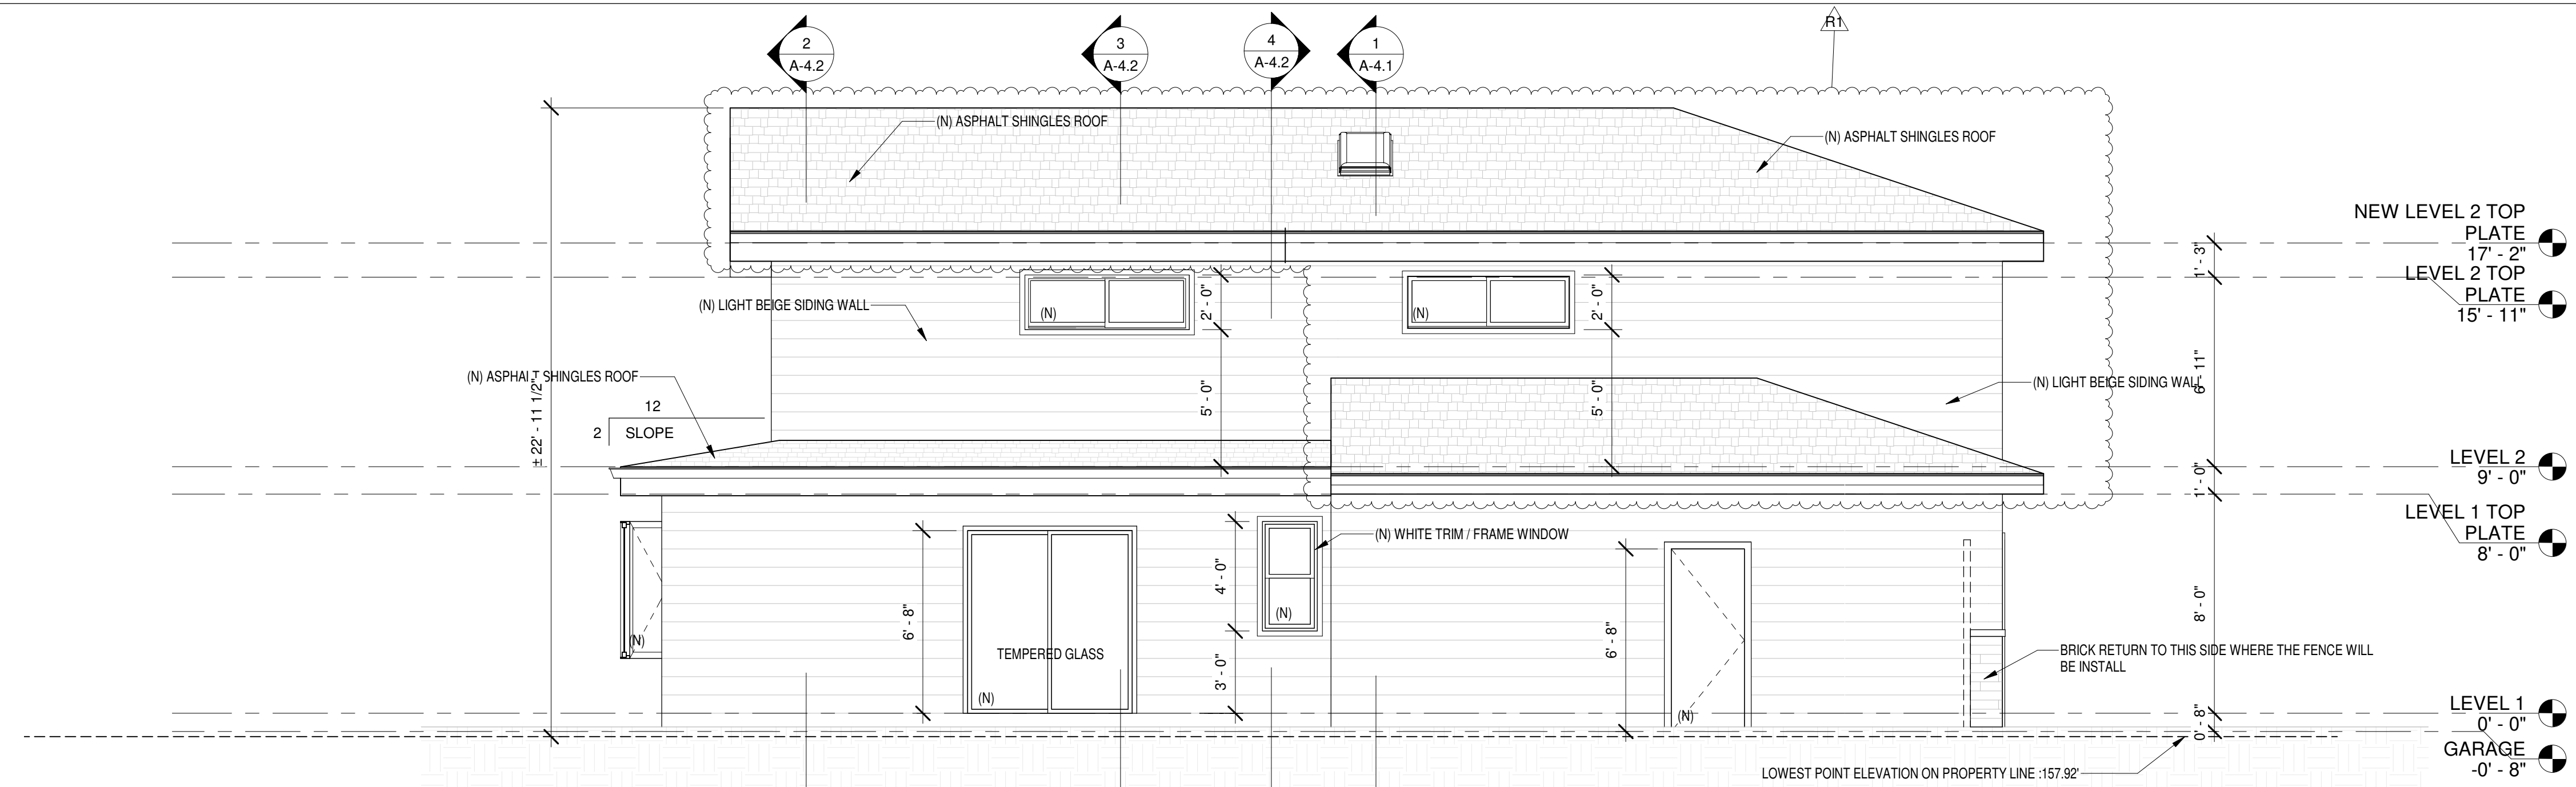 2
A-4.2
3
A-4.2
4
A-4.2
1
A-4.1
R1
(N) ASPHALT SHINGLES ROOF
(N) ASPHALT SHINGLES ROOF
NEW LEVEL 2 TOP
PLATE
17' - 2"
1' - 3"
LEVEL 2 TOP
PLATE
15' - 11"
(N) LIGHT BEIGE SIDING WALL
(N)
2' - 0"
(N)
2' - 0"
(N) ASPHALT SHINGLES ROOF
± 22' - 11 1/2"
12
2
SLOPE
5' - 0"
5' - 0"
(N) LIGHT BEIGE SIDING WALL
6' - 11"
LEVEL 2
9' - 0"
1' - 0"
LEVEL 1 TOP
PLATE
8' - 0"
(N) WHITE TRIM / FRAME WINDOW
4' - 0"
(N)
6' - 8"
6' - 8"
8' - 0"
(N)
TEMPERED GLASS
3' - 0"
BRICK RETURN TO THIS SIDE WHERE THE FENCE WILL
BE INSTALL
(N)
(N)
LEVEL 1
0' - 0"
0' - 8"
GARAGE
-0' - 8"
LOWEST POINT ELEVATION ON PROPERTY LINE :157.92'